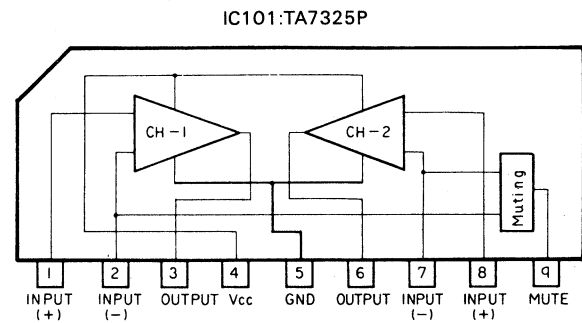 IC101:TA7325P
CH-1
CH-2
Muting
1 2 3 4 5 6 7 8 9
INPUT INPUT OUTPUT Vcc GND OUTPUT INPUT INPUT MUTE
(+) (-) (-) (+)